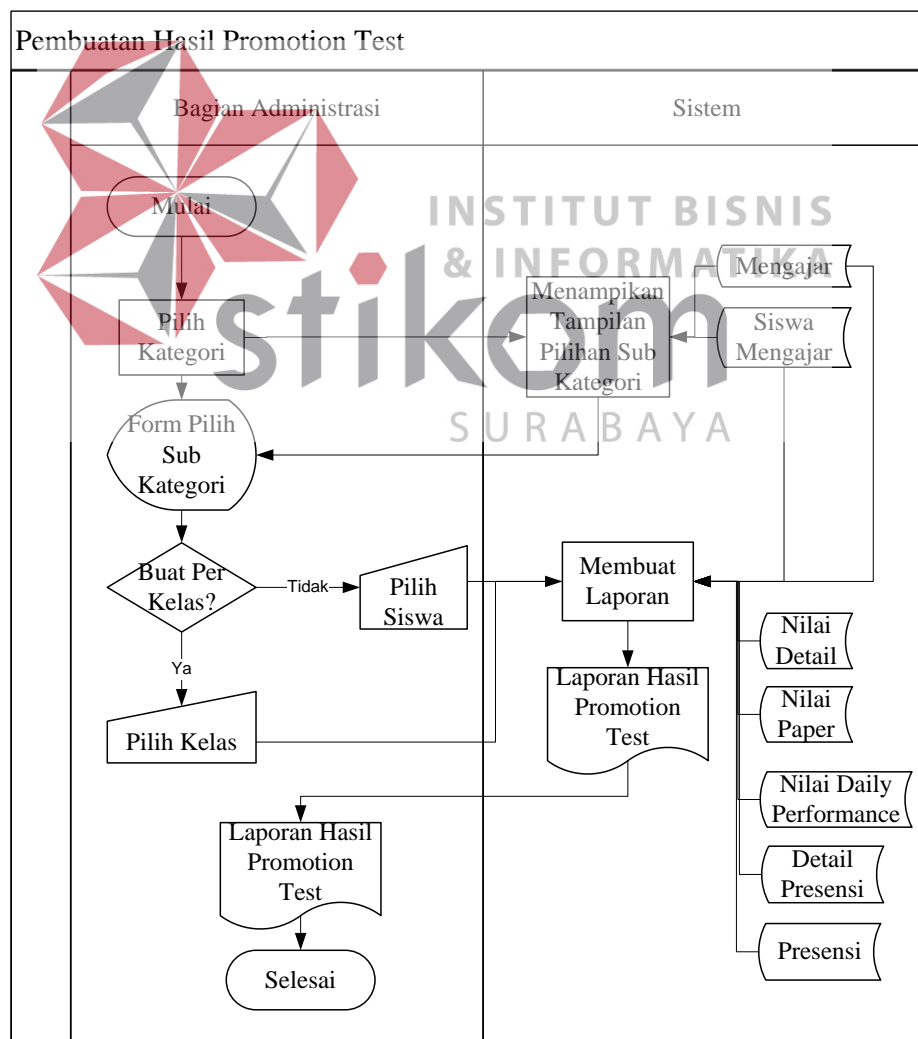 Pembuatan Hasil Promotion Test
Bagian Administrasi
Sistem
Mulai
INSTITUT BISNIS
& INFORMATIKA
stikom
SURABAYA
Mengajar
Pilih
Kategori
Menampikan
Tampilan
Pilihan Sub
Kategori
Siswa
Mengajar
Form Pilih
Sub
Kategori
Buat Per
Kelas?
Tidak
Pilih
Siswa
Membuat
Laporan
Nilai
Detail
Ya
Pilih Kelas
Laporan Hasil
Promotion
Test
Nilai
Paper
Nilai Daily
Performance
Laporan Hasil
Promotion
Test
Detail
Presensi
Presensi
Selesai